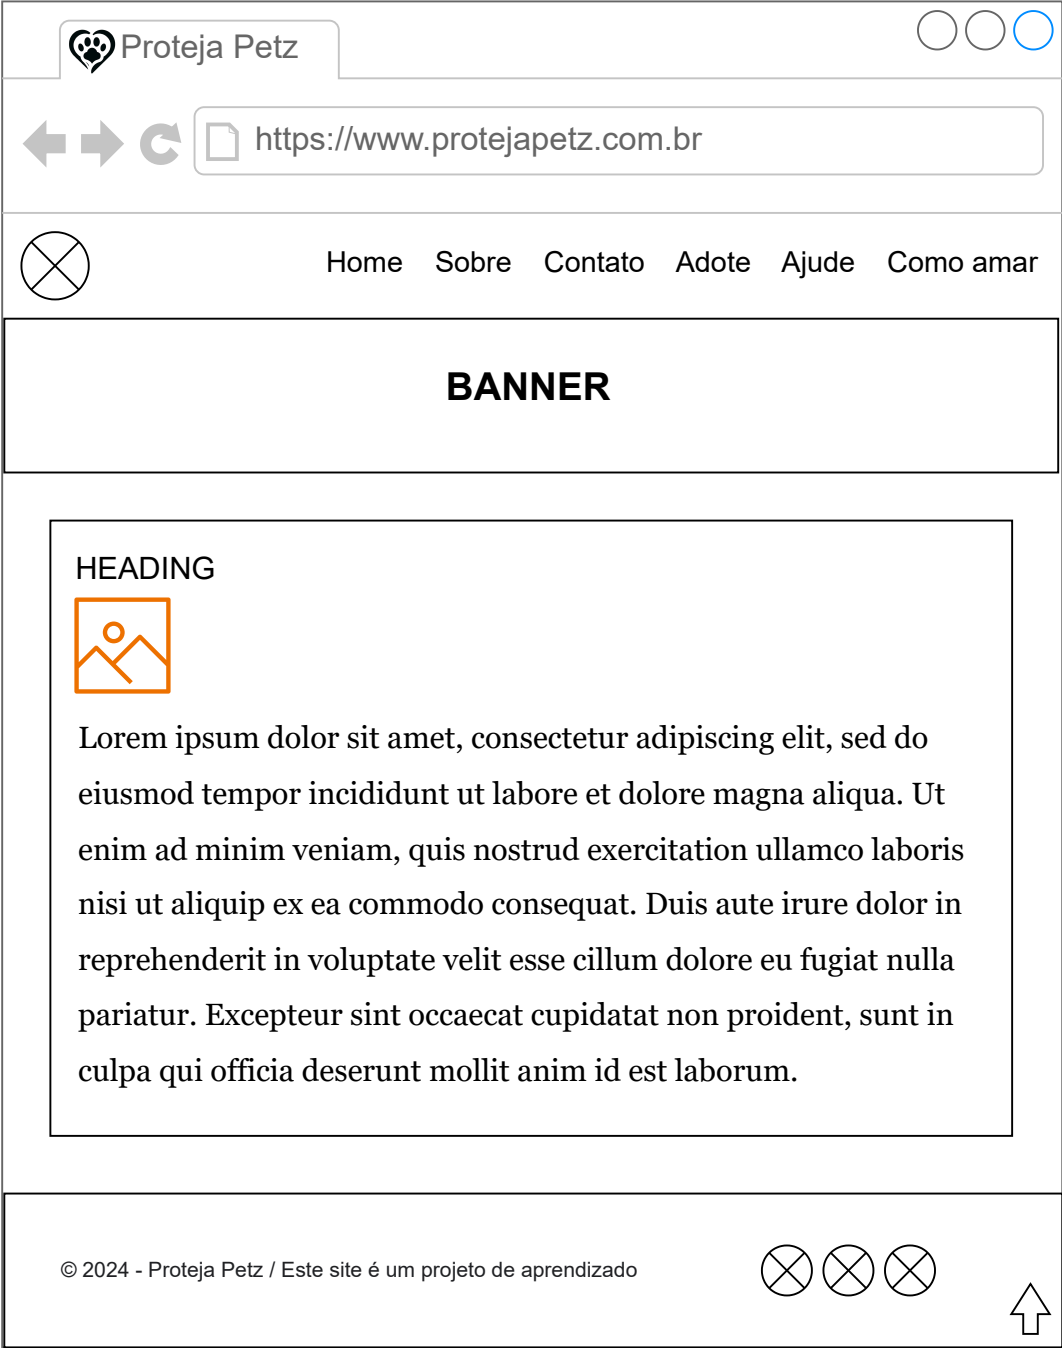 Proteja Petz
https://www.protejapetz.com.br
Home Sobre Contato Adote Ajude Como amar
BANNER
HEADING
Lorem ipsum dolor sit amet, consectetur adipiscing elit, sed do
eiusmod tempor incididunt ut labore et dolore magna aliqua. Ut
enim ad minim veniam, quis nostrud exercitation ullamco laboris
nisi ut aliquip ex ea commodo consequat. Duis aute irure dolor in
reprehenderit in voluptate velit esse cillum dolore eu fugiat nulla
pariatur. Excepteur sint occaecat cupidatat non proident, sunt in
culpa qui officia deserunt mollit anim id est laborum.
© 2024 - Proteja Petz / Este site é um projeto de aprendizado